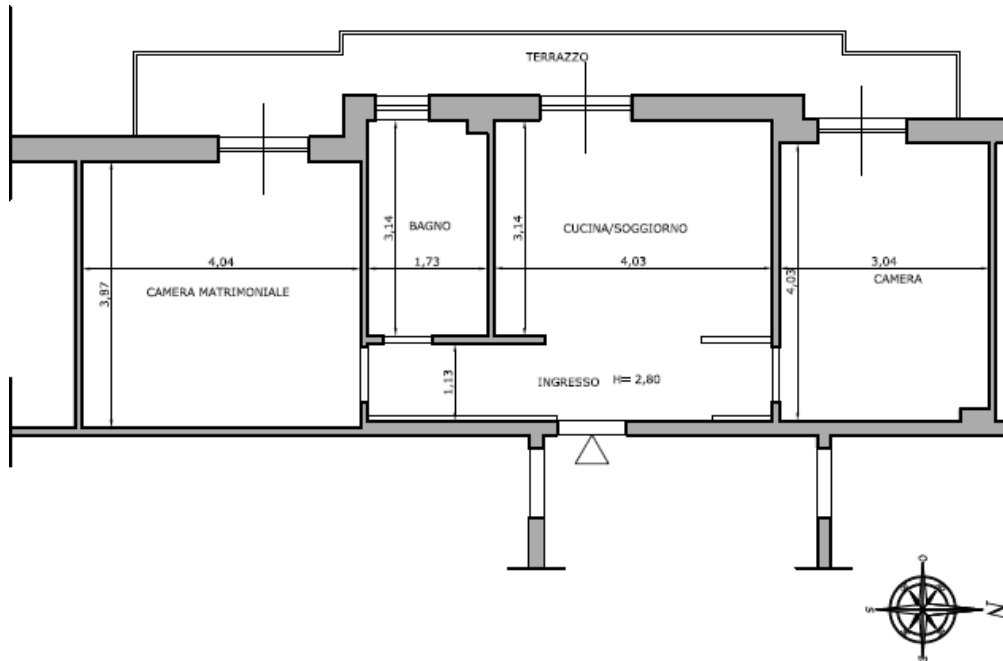 TERRAZZO
3,14
BAGNO
3,14
CUCINA/SOGGIORNO
4,04
1,73
4,03
3,04
CAMERA MATRIMONIALE
3,87
4,03
CAMERA
1,13
INGRESSO H= 2,80
O
S
N